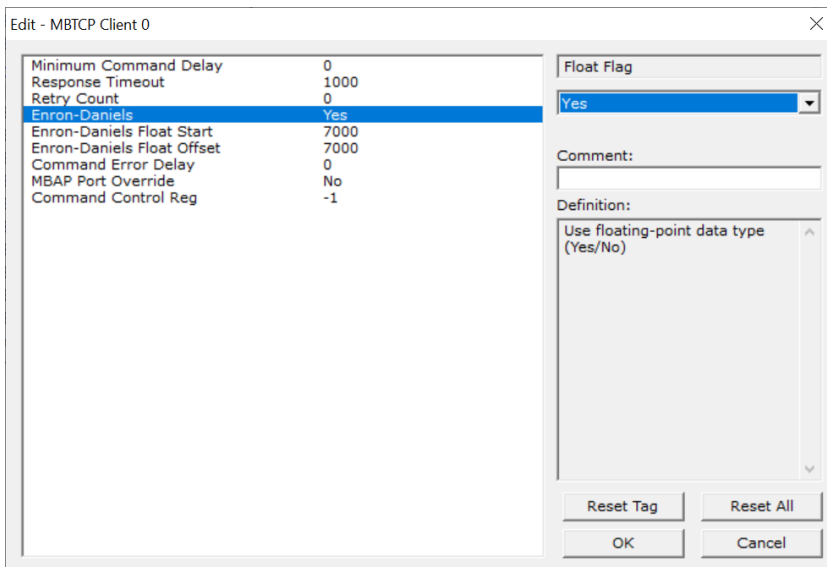 Edit - MBTCP Client 0
Minimum Command Delay 0
Response Timeout 1000
Retry Count 0
Enron-Daniels Yes
Enron-Daniels Float Start 7000
Enron-Daniels Float Offset 7000
Command Error Delay 0
MBAP Port Override No
Command Control Reg -1
Float Flag
Yes
Comment:
Definition:
Use floating-point data type
(Yes/No)
Reset Tag Reset All
OK Cancel